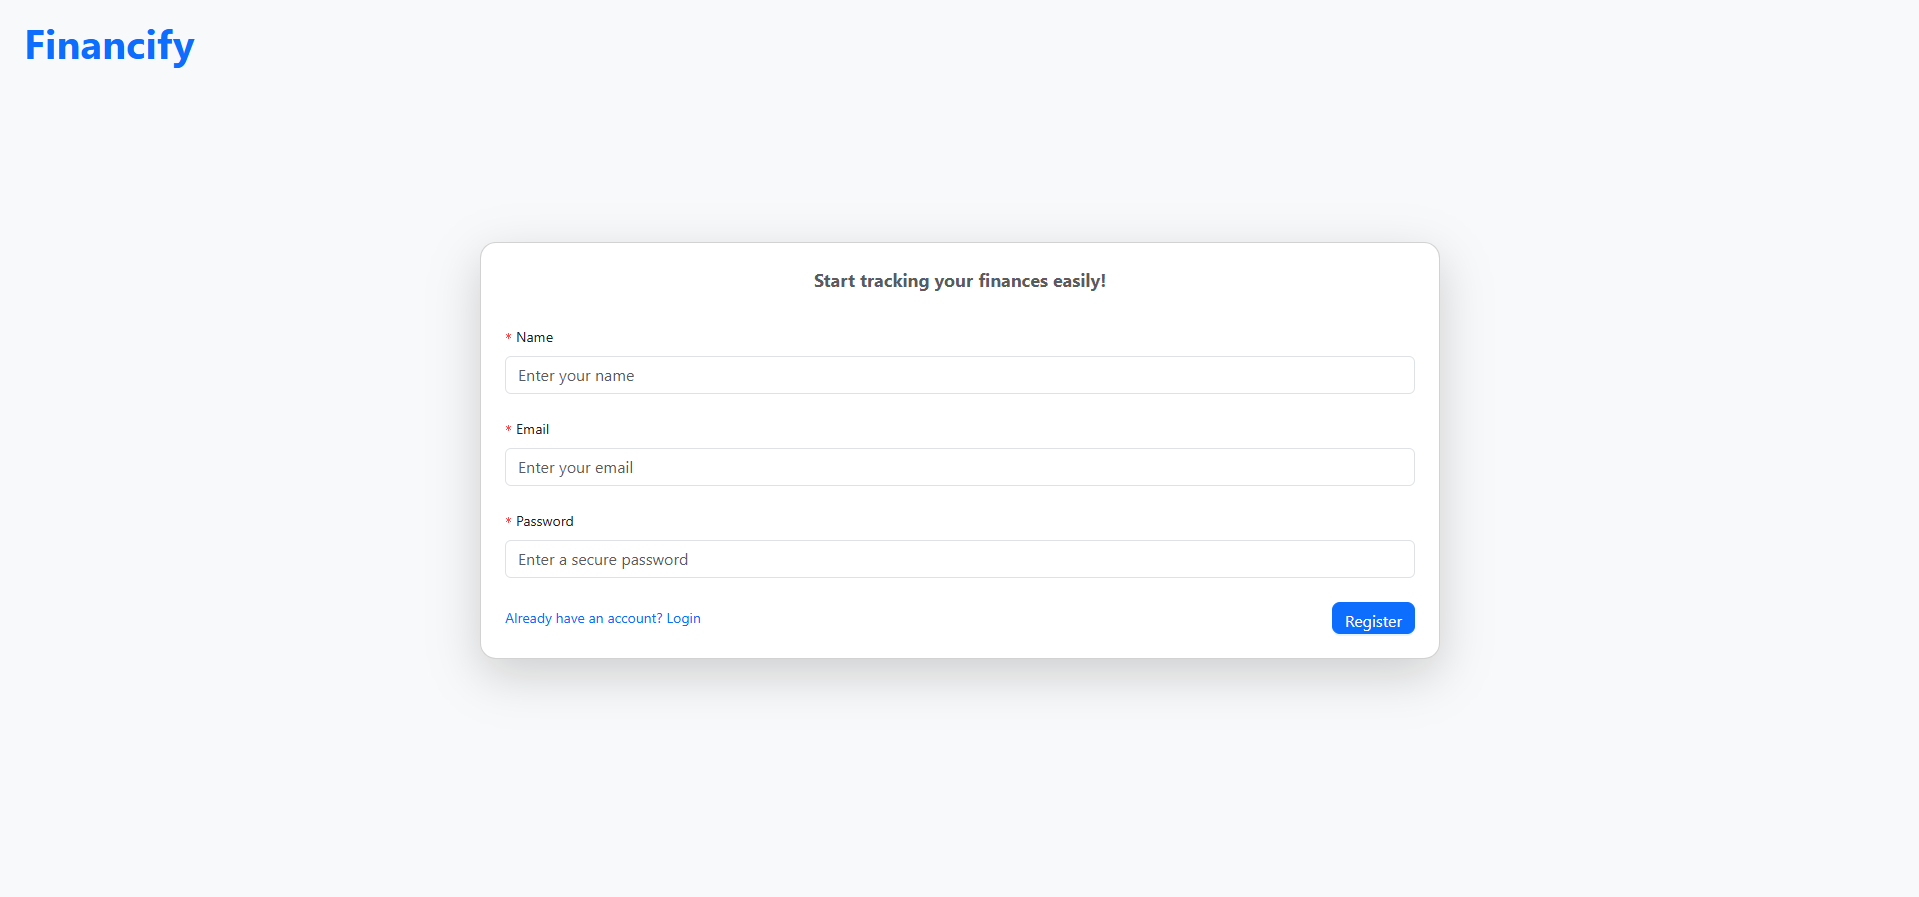 Financify
Start tracking your finances easily!
* Name
Enter your name
* Email
Enter your email
* Password
Enter a secure password
Already have an account? Login
Register